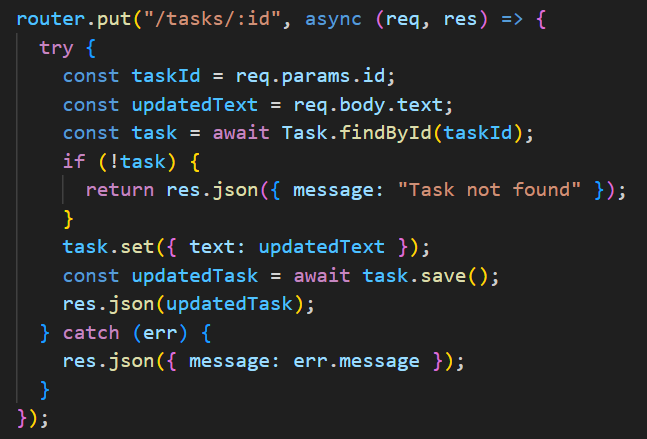 router.put("/tasks/:id", async (req, res) => {
  try {
    const taskId = req.params.id;
    const updatedText = req.body.text;
    const task = await Task.findById(taskId);
    if (!task) {
      return res.json({ message: "Task not found" });
    }
    task.set({ text: updatedText });
    const updatedTask = await task.save();
    res.json(updatedTask);
  } catch (err) {
    res.json({ message: err.message });
  }
});